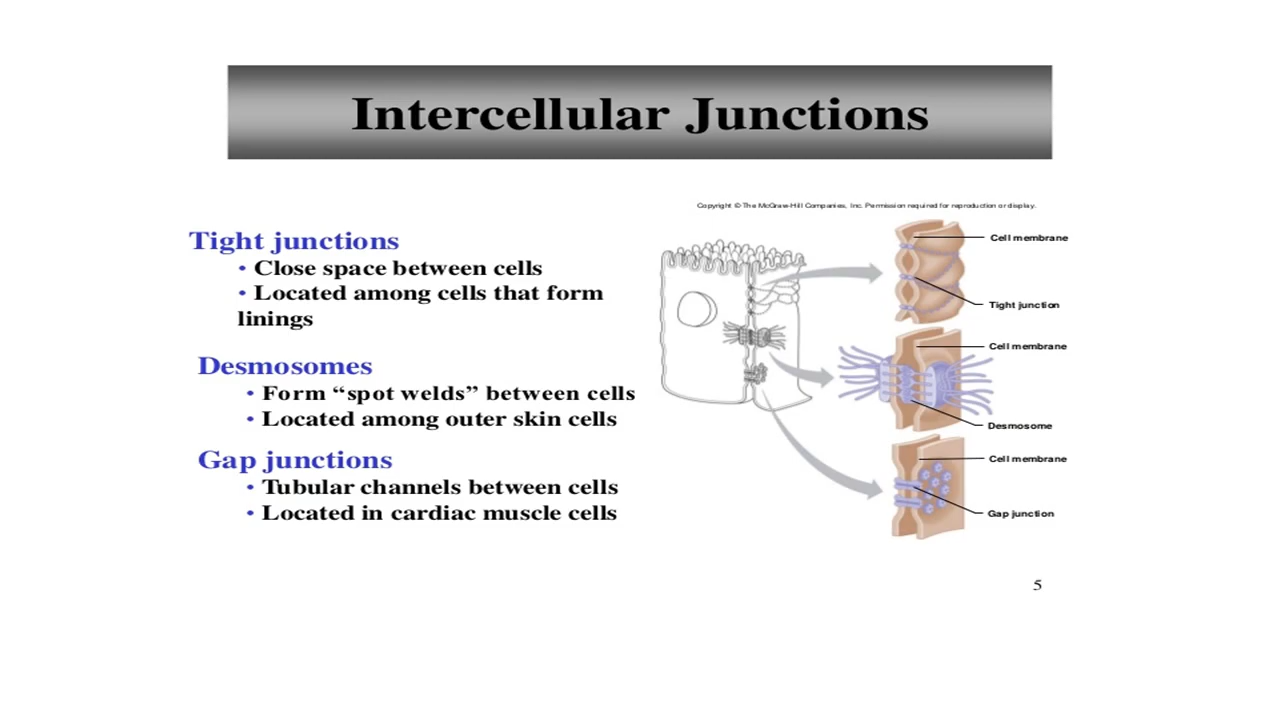 Intercellular Junctions
Copyright © The McGraw-Hill Companies, Inc. Permission required for reproduction or display.
Tight junctions
• Close space between cells
• Located among cells that form
linings
Desmosomes
• Form “spot welds” between cells
• Located among outer skin cells
Gap junctions
• Tubular channels between cells
• Located in cardiac muscle cells
Cell membrane
Tight junction
Cell membrane
Desmosome
Cell membrane
Gap junction
5